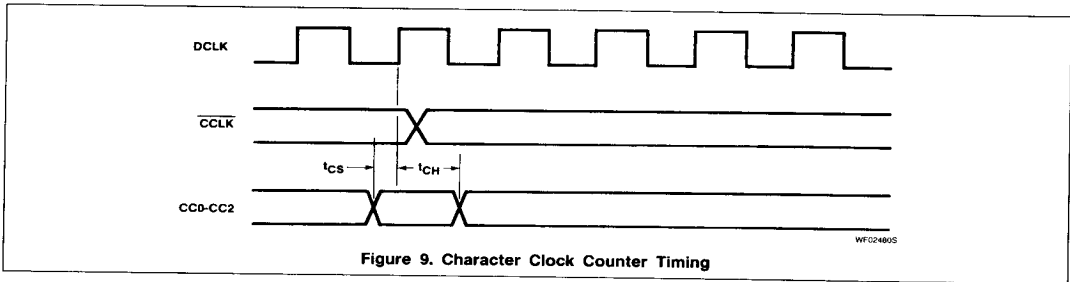 DCLK
CCLK
tCS
tCH
CC0-CC2
WF02480S
Figure 9. Character Clock Counter Timing